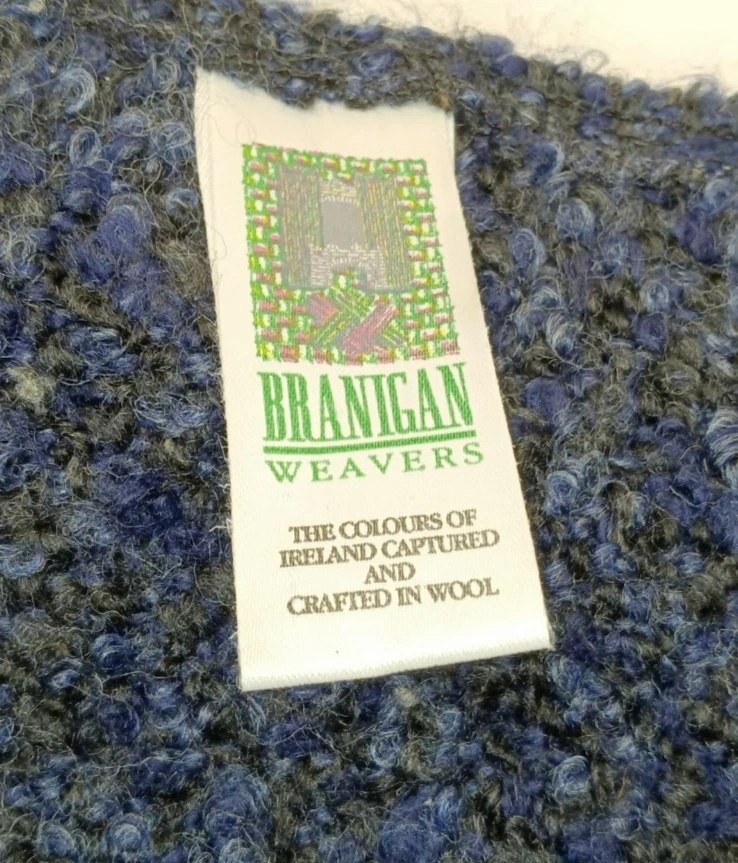 BRANIGAN
WEAVERS
THE COLOURS OF
IRELAND CAPTURED
AND
CRAFTED IN WOOL